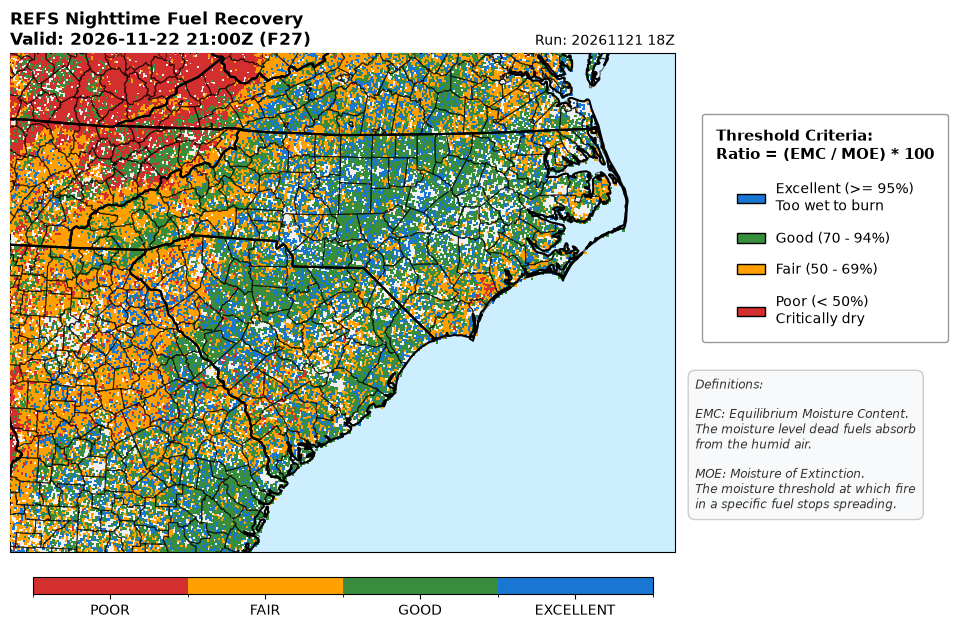 REFS Nighttime Fuel Recovery
Valid: 2026-11-22 21:00Z (F27)
Run: 20261121 18Z
Threshold Criteria:
Ratio = (EMC / MOE) * 100
Excellent (>= 95%)
Too wet to burn
Good (70 - 94%)
Fair (50 - 69%)
Poor (< 50%)
Critically dry
Definitions:
EMC: Equilibrium Moisture Content.
The moisture level dead fuels absorb
from the humid air.
MOE: Moisture of Extinction.
The moisture threshold at which fire
in a specific fuel stops spreading.
POOR FAIR GOOD EXCELLENT